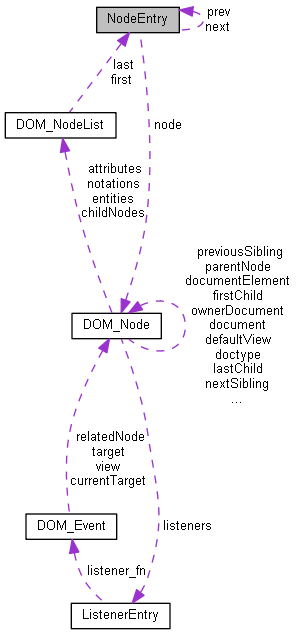 NodeEntry
prev
next
last
first
DOM_NodeList
node
attributes
notations
entities
childNodes
previousSibling
parentNode
documentElement
firstChild
ownerDocument
document
defaultView
doctype
lastChild
nextSibling
...
DOM_Node
relatedNode
target
view
currentTarget
DOM_Event
listeners
listener_fn
ListenerEntry